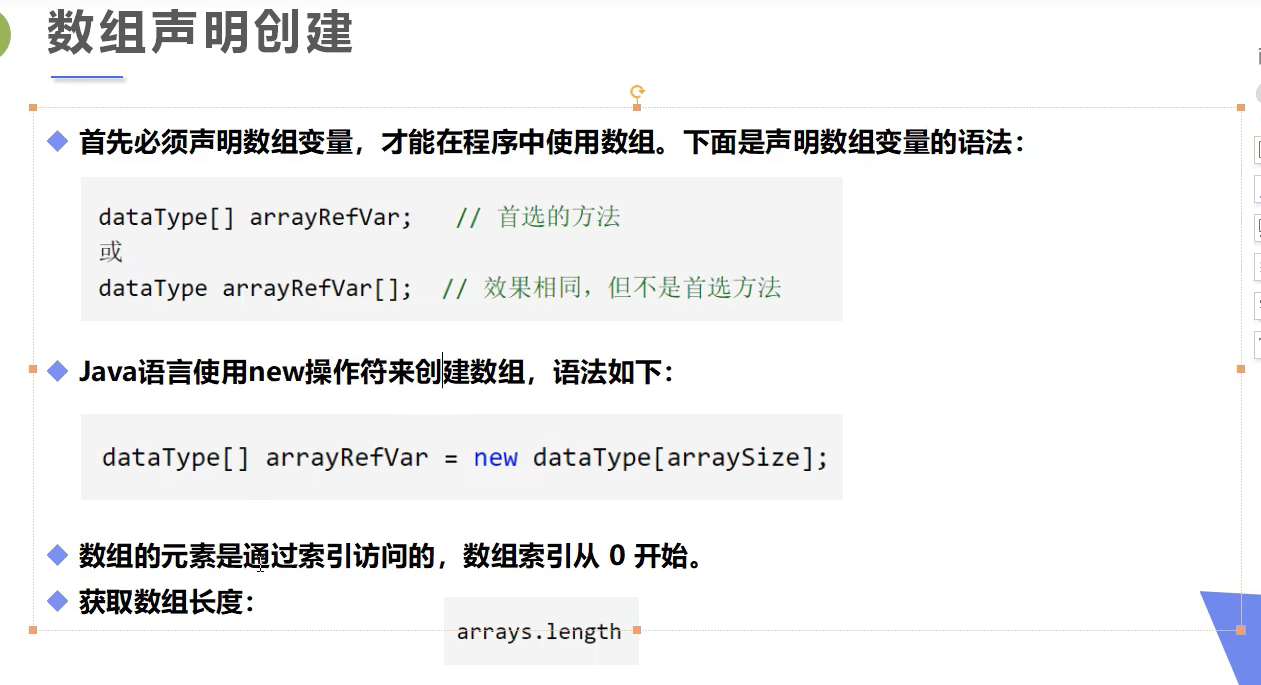 数组声明创建
首先必须声明数组变量，才能在程序中使用数组。下面是声明数组变量的语法：
dataType[] arrayRefVar;   // 首选的方法
或
dataType arrayRefVar[];  // 效果相同，但不是首选方法
Java语言使用new操作符来创建数组，语法如下：
dataType[] arrayRefVar = new dataType[arraySize];
数组的元素是通过索引访问的，数组索引从 0 开始。
获取数组长度：
arrays.length